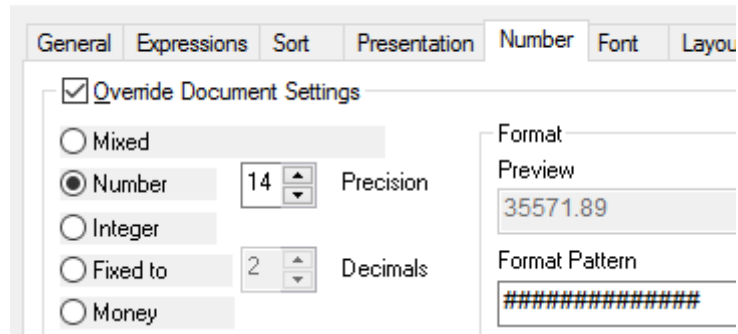 General Expressions Sort Presentation Number Font Layou
Override Document Settings
Mixed
Number 14 Precision
Integer
Fixed to 2 Decimals
Money
Format
Preview
35571.89
Format Pattern
##############